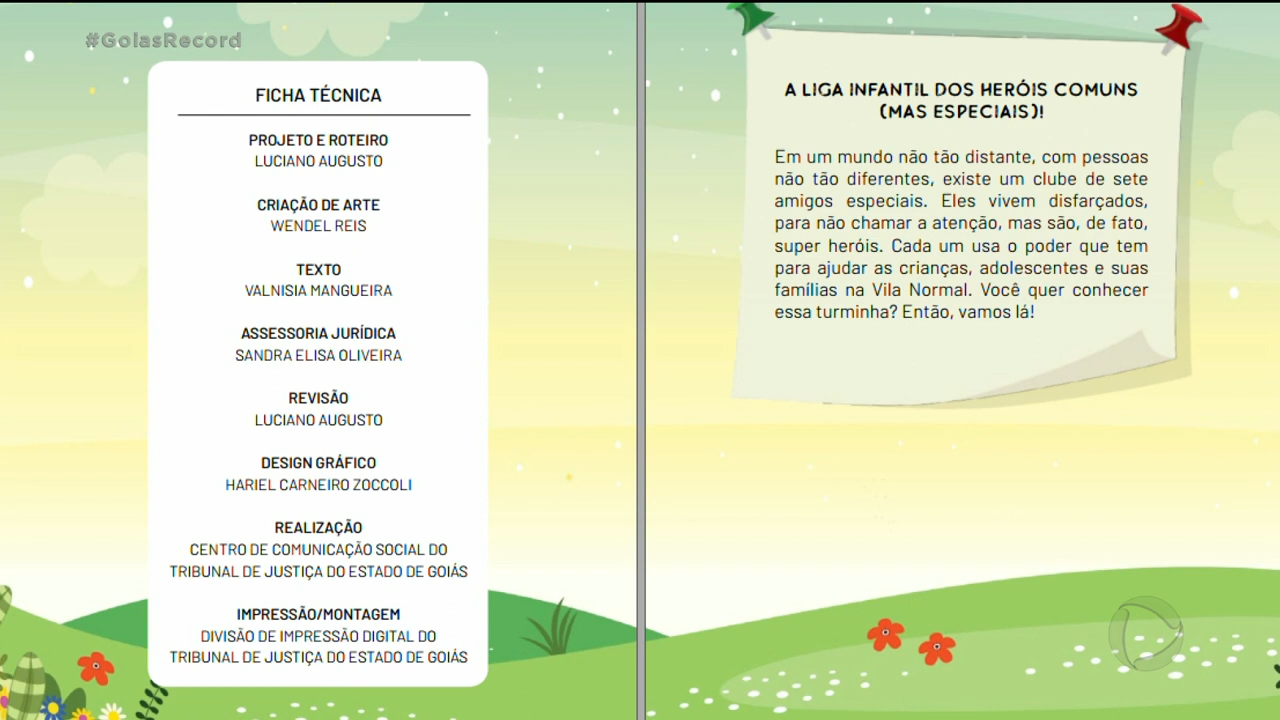 #GoiasRecord
FICHA TÉCNICA
PROJETO E ROTEIRO
LUCIANO AUGUSTO
CRIAÇÃO DE ARTE
WENDEL REIS
TEXTO
VALNISIA MANGUEIRA
ASSESSORIA JURÍDICA
SANDRA ELISA OLIVEIRA
REVISÃO
LUCIANO AUGUSTO
DESIGN GRÁFICO
HARIEL CARNEIRO ZOCCOLI
REALIZAÇÃO
CENTRO DE COMUNICAÇÃO SOCIAL DO
TRIBUNAL DE JUSTIÇA DO ESTADO DE GOIÁS
IMPRESSÃO/MONTAGEM
DIVISÃO DE IMPRESSÃO DIGITAL DO
TRIBUNAL DE JUSTIÇA DO ESTADO DE GOIÁS
A LIGA INFANTIL DOS HERÓIS COMUNS
(MAS ESPECIAIS)!
Em um mundo não tão distante, com pessoas
não tão diferentes, existe um clube de sete
amigos especiais. Eles vivem disfarçados,
para não chamar a atenção, mas são, de fato,
super heróis. Cada um usa o poder que tem
para ajudar as crianças, adolescentes e suas
famílias na Vila Normal. Você quer conhecer
essa turminha? Então, vamos lá!